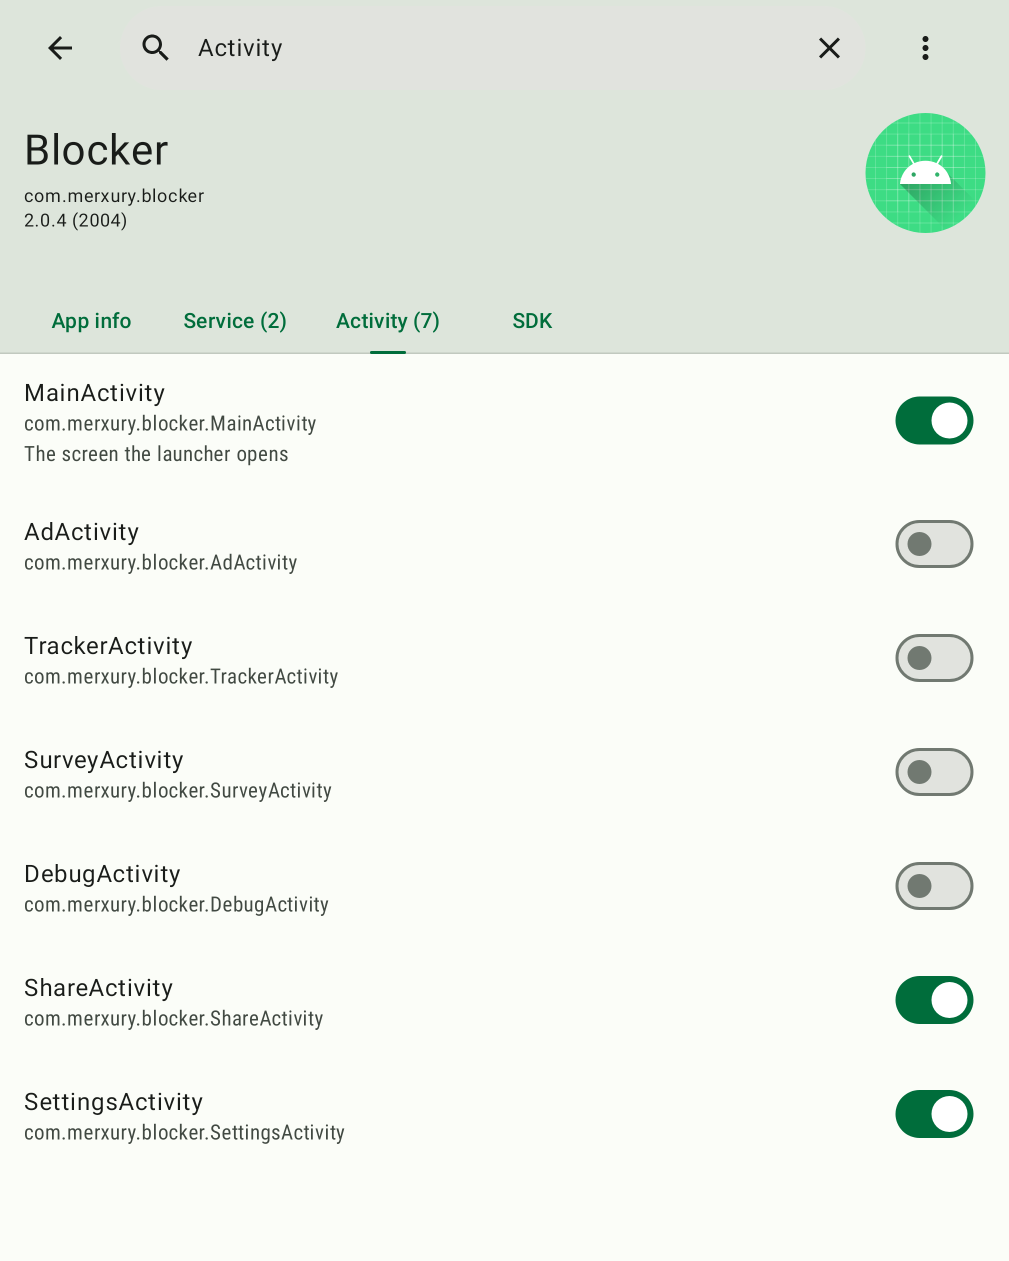 Activity
Blocker
com.merxury.blocker
2.0.4 (2004)
App info Service (2) Activity (7) SDK
MainActivity
com.merxury.blocker.MainActivity
The screen the launcher opens
AdActivity
com.merxury.blocker.AdActivity
TrackerActivity
com.merxury.blocker.TrackerActivity
SurveyActivity
com.merxury.blocker.SurveyActivity
DebugActivity
com.merxury.blocker.DebugActivity
ShareActivity
com.merxury.blocker.ShareActivity
SettingsActivity
com.merxury.blocker.SettingsActivity